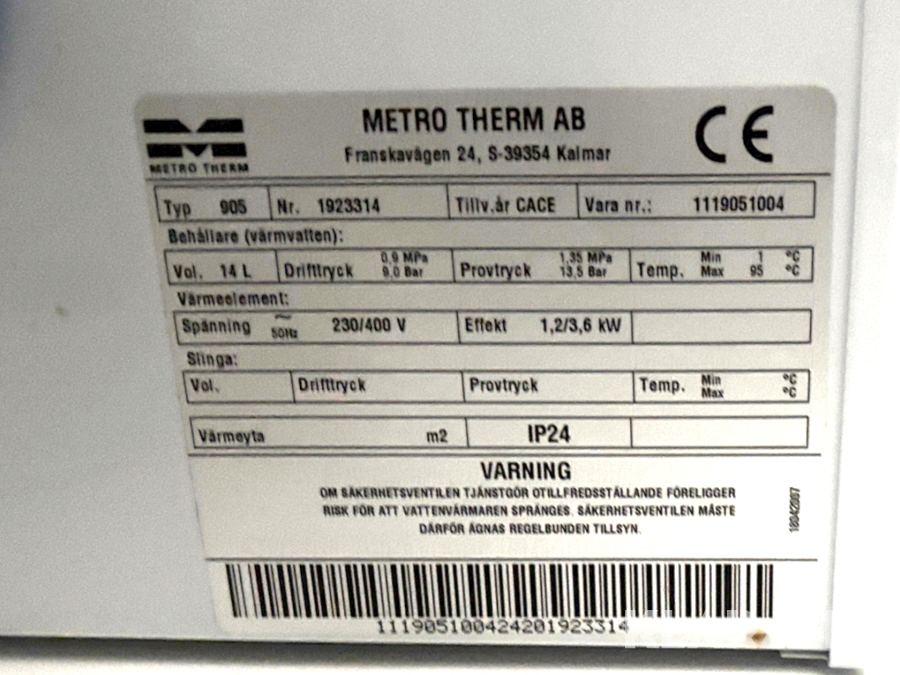 METRO THERM
METRO THERM AB
Franskavägen 24, S-39354 Kalmar
CE
Typ 905 Nr. 1923314 Tillv.år CACE Vara nr.: 1119051004
Behållare (värmvatten):
Vol. 14 L Drifttryck 0,9 MPa 9,0 Bar Provtryck 1,35 MPa 13,5 Bar Temp. Min 1 °C Max 95 °C
Värmeelement:
Spänning ~ 50Hz 230/400 V Effekt 1,2/3,6 kW
Slinga:
Vol. Drifttryck Provtryck Temp. Min °C Max °C
Värmeyta m2 IP24
VARNING
OM SÄKERHETSVENTILEN TJÄNSTGÖR OTILLFREDSSTÄLLANDE FÖRELIGGER
RISK FÖR ATT VATTENVÄRMAREN SPRÄNGES. SÄKERHETSVENTILEN MÅSTE
DÄRFÖR ÄGNAS REGELBUNDEN TILLSYN.
18042007
111905100424201923314